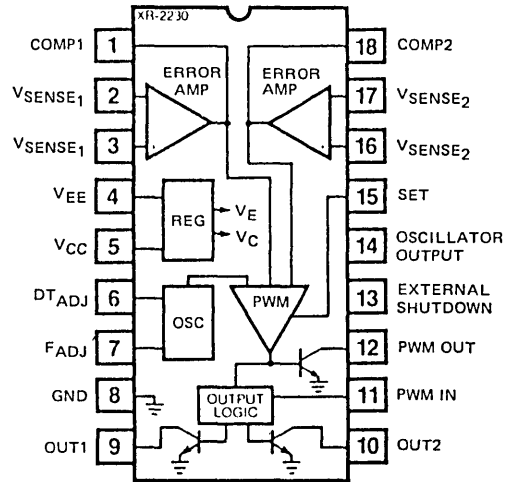 XR-2230
COMP1 1
18 COMP2
ERROR AMP
ERROR AMP
VSENSE1 2
17 VSENSE2
VSENSE1 3
16 VSENSE2
VEE 4
15 SET
REG
VE
VC
VCC 5
14 OSCILLATOR OUTPUT
DTADJ 6
13 EXTERNAL SHUTDOWN
OSC
PWM
FADJ 7
12 PWM OUT
GND 8
11 PWM IN
OUTPUT LOGIC
OUT1 9
10 OUT2